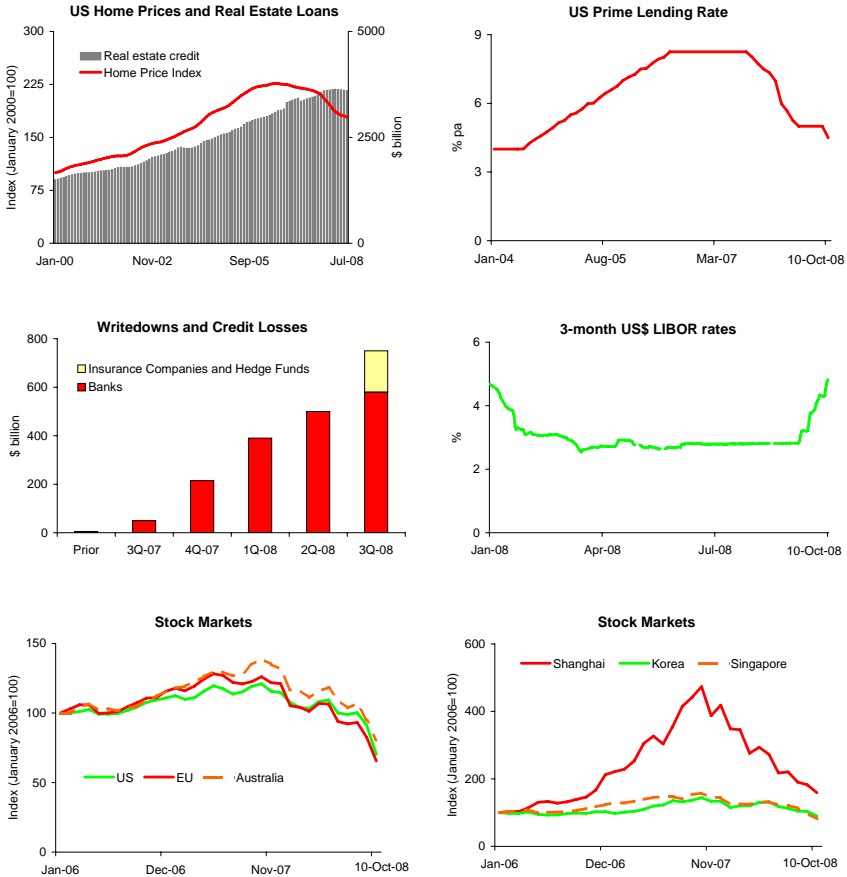 US Home Prices and Real Estate Loans
300
225
150
75
0
Index (January 2000=100)
Real estate credit
Home Price Index
5000
2500
0
$ billion
Jan-00 Nov-02 Sep-05 Jul-08
US Prime Lending Rate
9
6
3
0
% pa
Jan-04 Aug-05 Mar-07 10-Oct-08
Writedowns and Credit Losses
800
600
400
200
0
$ billion
Insurance Companies and Hedge Funds
Banks
Prior 3Q-07 4Q-07 1Q-08 2Q-08 3Q-08
3-month US$ LIBOR rates
6
4
2
0
%
Jan-08 Apr-08 Jul-08 10-Oct-08
Stock Markets
150
100
50
0
Index (January 2006=100)
US EU Australia
Jan-06 Dec-06 Nov-07 10-Oct-08
Stock Markets
600
400
200
0
Index (January 2006=100)
Shanghai Korea Singapore
Jan-06 Dec-06 Nov-07 10-Oct-08